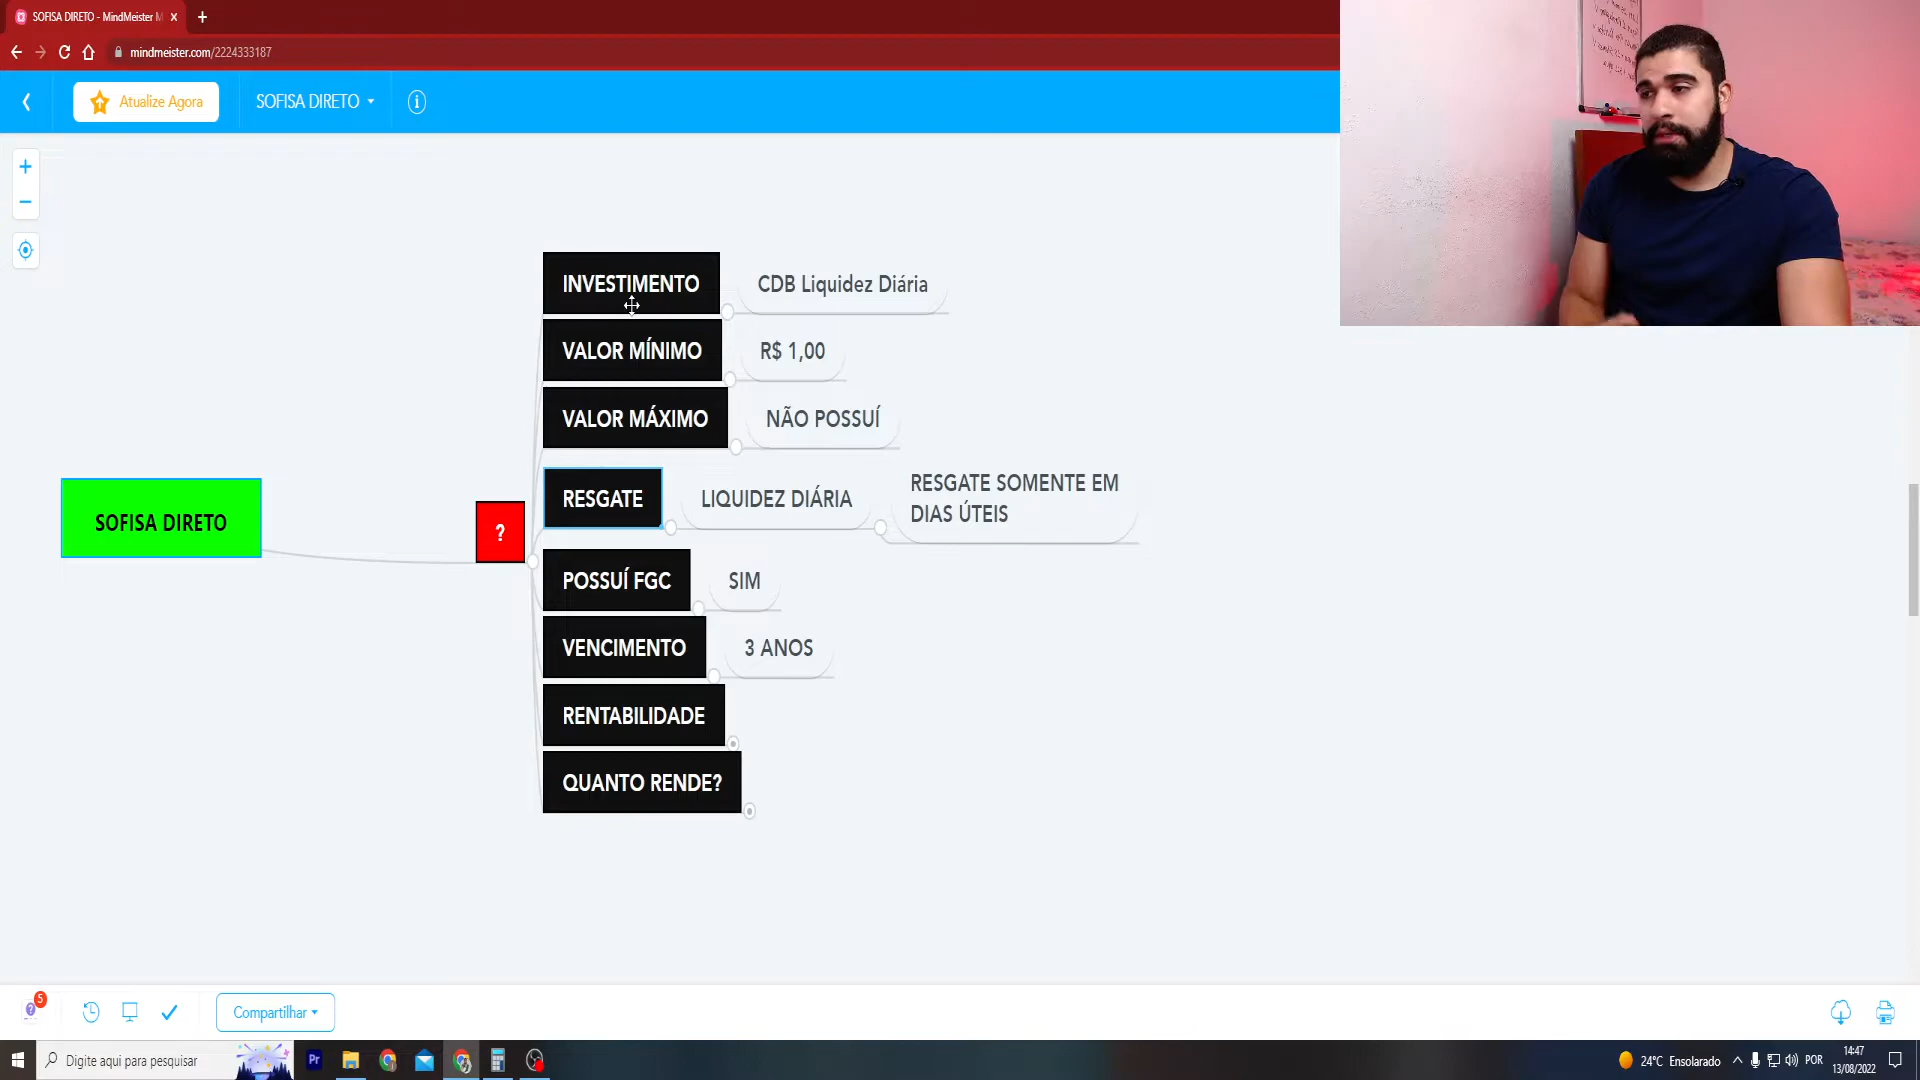 SOFISA DIRETO - MindMeister M
mindmeister.com/2224333187
Atualize Agora
SOFISA DIRETO
INVESTIMENTO
CDB Liquidez Diária
VALOR MÍNIMO
R$ 1,00
VALOR MÁXIMO
NÃO POSSUÍ
RESGATE
LIQUIDEZ DIÁRIA
RESGATE SOMENTE EM
DIAS ÚTEIS
SOFISA DIRETO
?
POSSUÍ FGC
SIM
VENCIMENTO
3 ANOS
RENTABILIDADE
QUANTO RENDE?
5
Compartilhar
Digite aqui para pesquisar
Pr
24°C Ensolarado
POR
14:47
13/08/2022